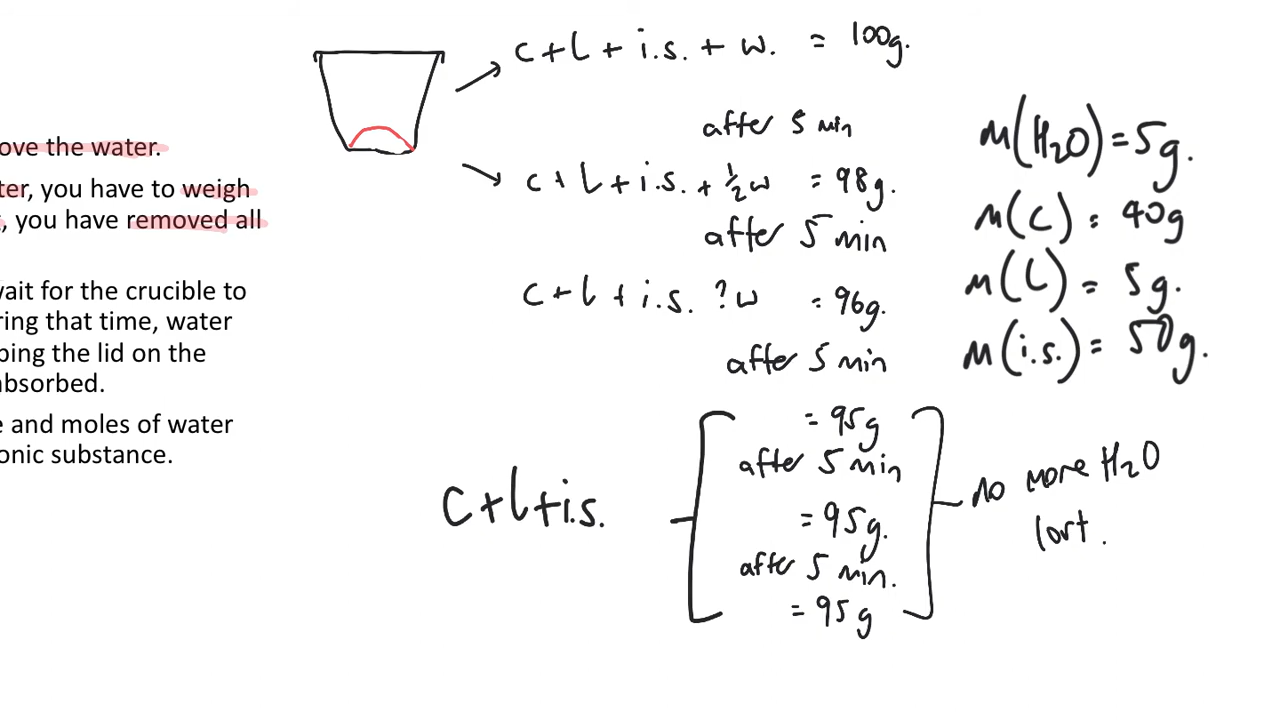 ove the water.
ter, you have to weigh
, you have removed all
vait for the crucible to
ring that time, water
ping the lid on the
absorbed.
e and moles of water
onic substance.
c + l + i.s. + w. = 100g.
after 5 min
c + l + i.s. + ½w = 98g.
after 5 min
c + l + i.s. ?w = 96g.
after 5 min
= 95g
after 5 min
c + l + i.s.
= 95g.
after 5 min.
= 95g
no more H₂O
lost.
m(H₂O) = 5g.
m(c) = 40g
m(l) = 5g.
m(i.s.) = 50g.